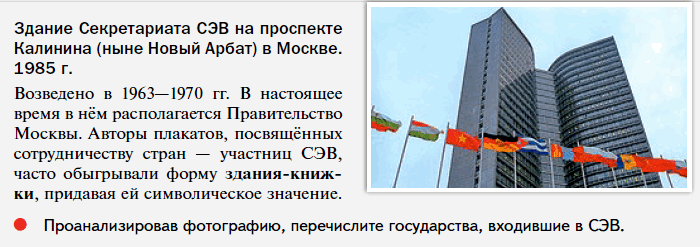 Здание Секретариата СЭВ на проспекте
Калинина (ныне Новый Арбат) в Москве.
1985 г.
Возведено в 1963—1970 гг. В настоящее
время в нём располагается Правительство
Москвы. Авторы плакатов, посвящённых
сотрудничеству стран — участниц СЭВ,
часто обыгрывали форму здания-книж-
ки, придавая ей символическое значение.
Проанализировав фотографию, перечислите государства, входившие в СЭВ.